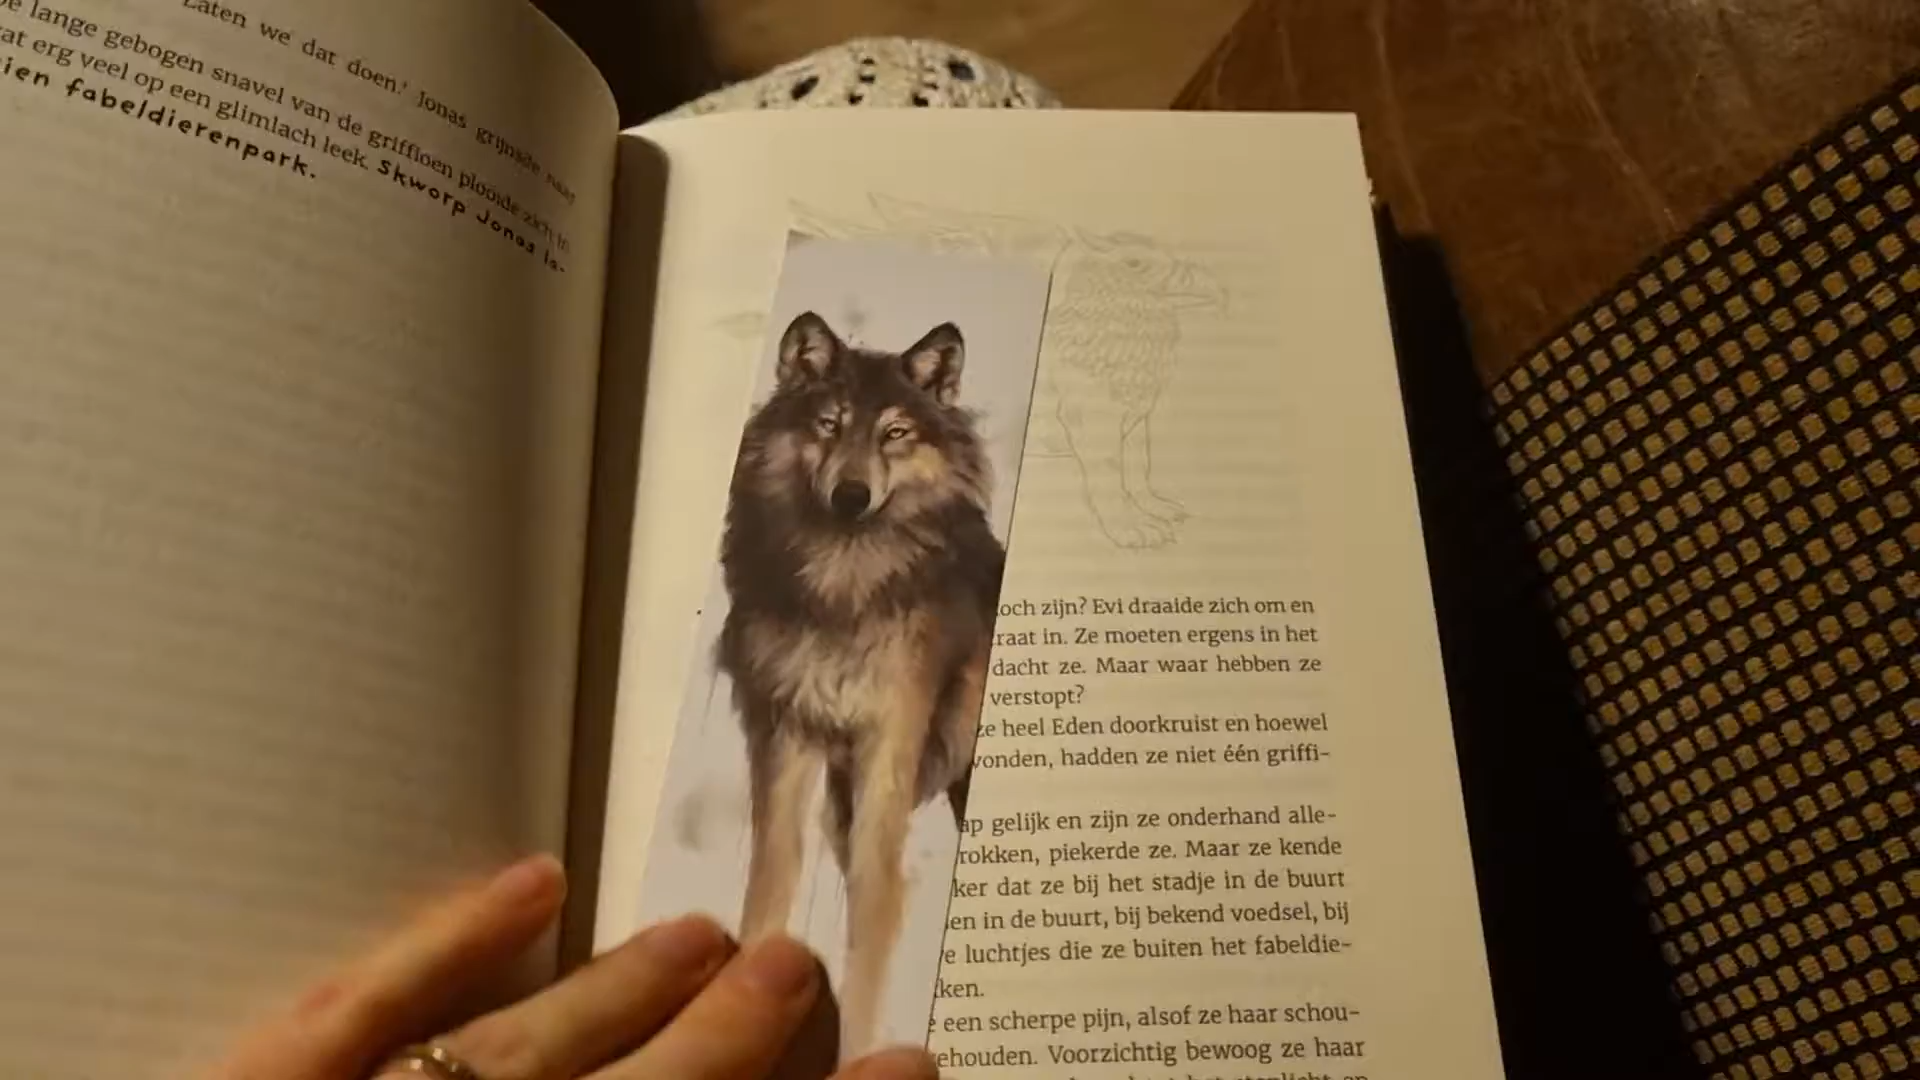 Laten we dat doen.' Jonas grijnsde naar
lange gebogen snavel van de griffioen plooide zich in
at erg veel op een glimlach leek. Skworp Jonas la-
ien fabeldierenpark.
och zijn? Evi draaide zich om en
raat in. Ze moeten ergens in het
dacht ze. Maar waar hebben ze
verstopt?
ze heel Eden doorkruist en hoewel
vonden, hadden ze niet één griffi-
ap gelijk en zijn ze onderhand alle-
rokken, piekerde ze. Maar ze kende
ker dat ze bij het stadje in de buurt
en in de buurt, bij bekend voedsel, bij
e luchtjes die ze buiten het fabeldie-
ken.
een scherpe pijn, alsof ze haar schou-
ehouden. Voorzichtig bewoog ze haar